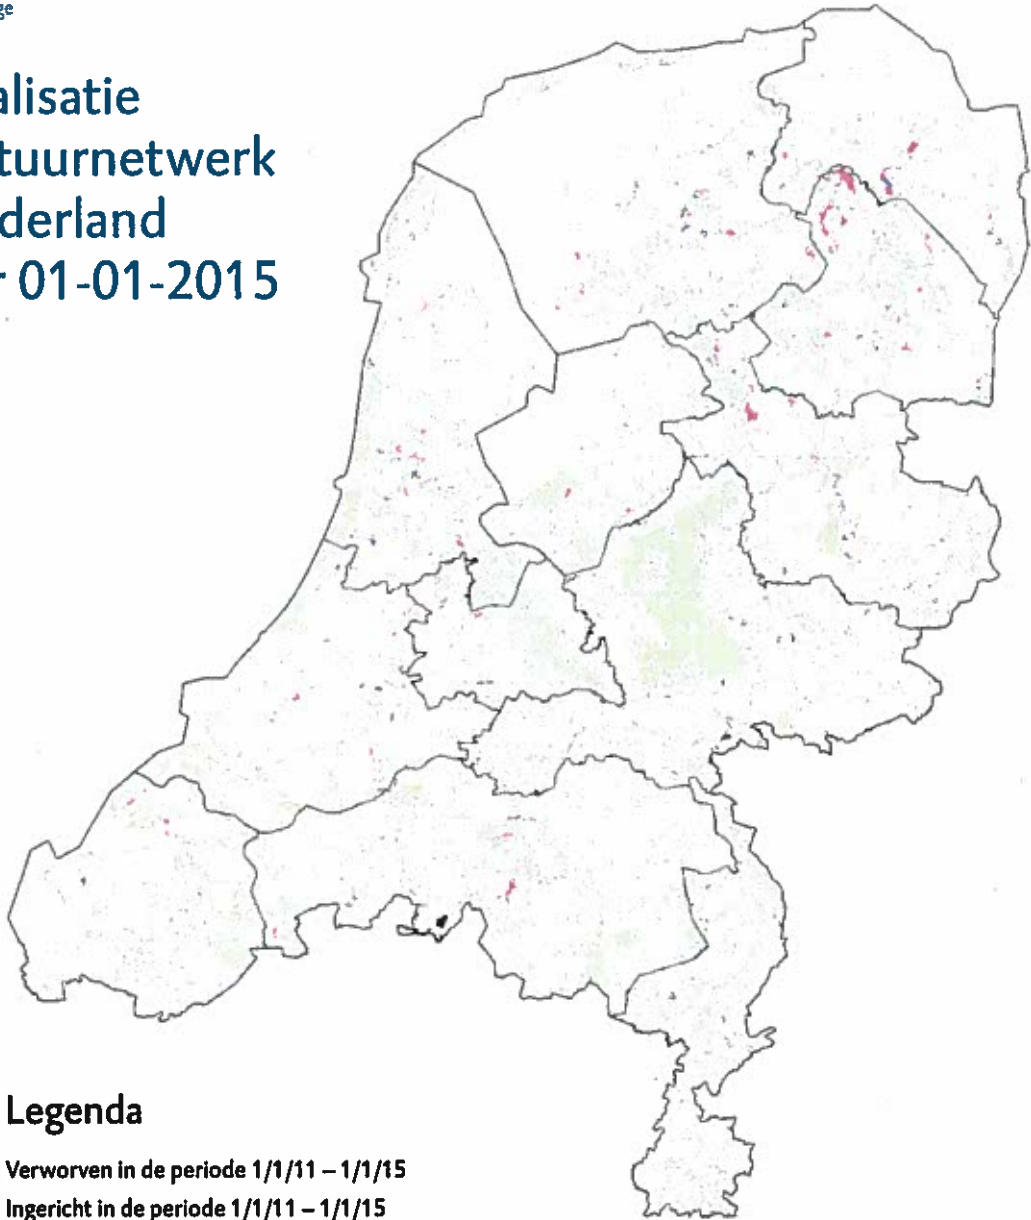 ge
alisatie
tuurnetwerk
derland
r 01-01-2015
Legenda
Verworven in de periode 1/1/11 – 1/1/15
Ingericht in de periode 1/1/11 – 1/1/15